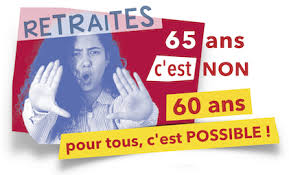 RETRAITES
65 ans
c'est NON
60 ans
pour tous, c'est POSSIBLE !